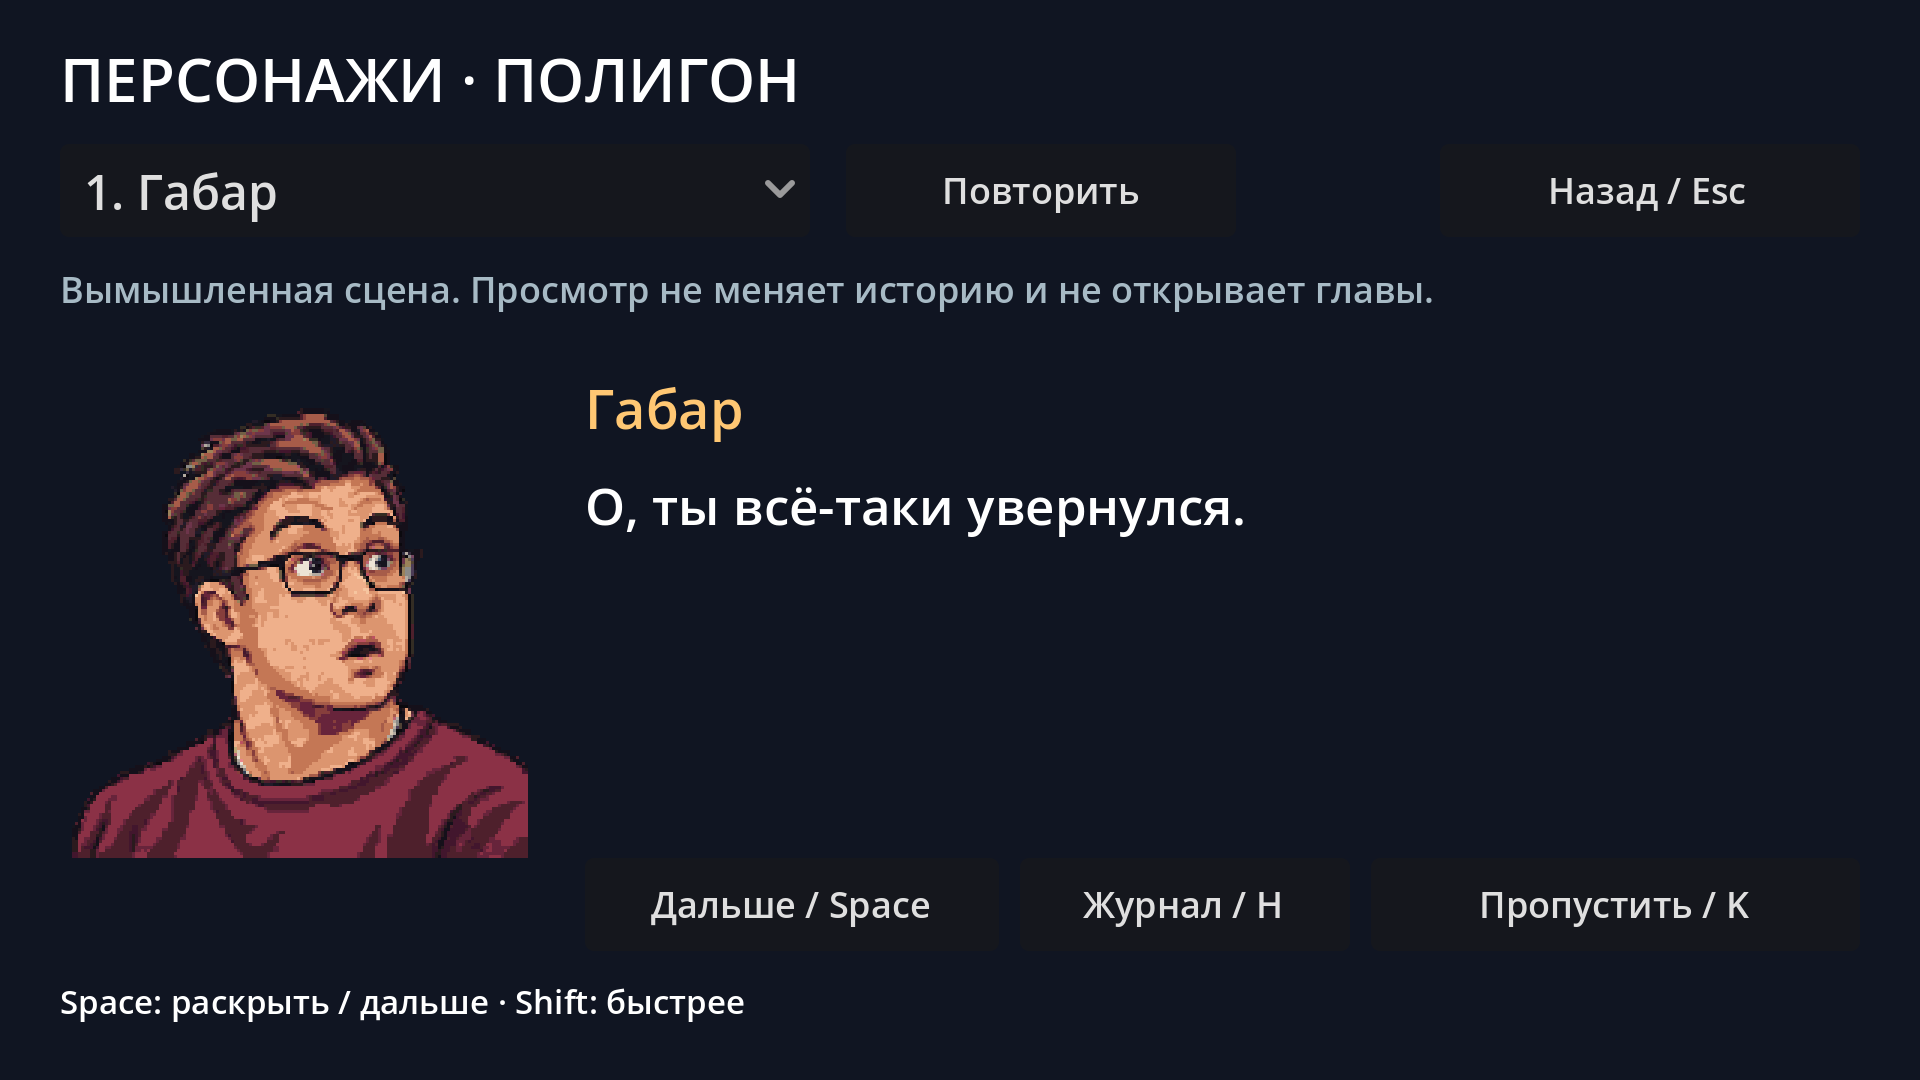 ПЕРСОНАЖИ · ПОЛИГОН
1. Габар
Повторить
Назад / Esc
Вымышленная сцена. Просмотр не меняет историю и не открывает главы.
Габар
О, ты всё-таки увернулся.
Дальше / Space
Журнал / H
Пропустить / K
Space: раскрыть / дальше · Shift: быстрее